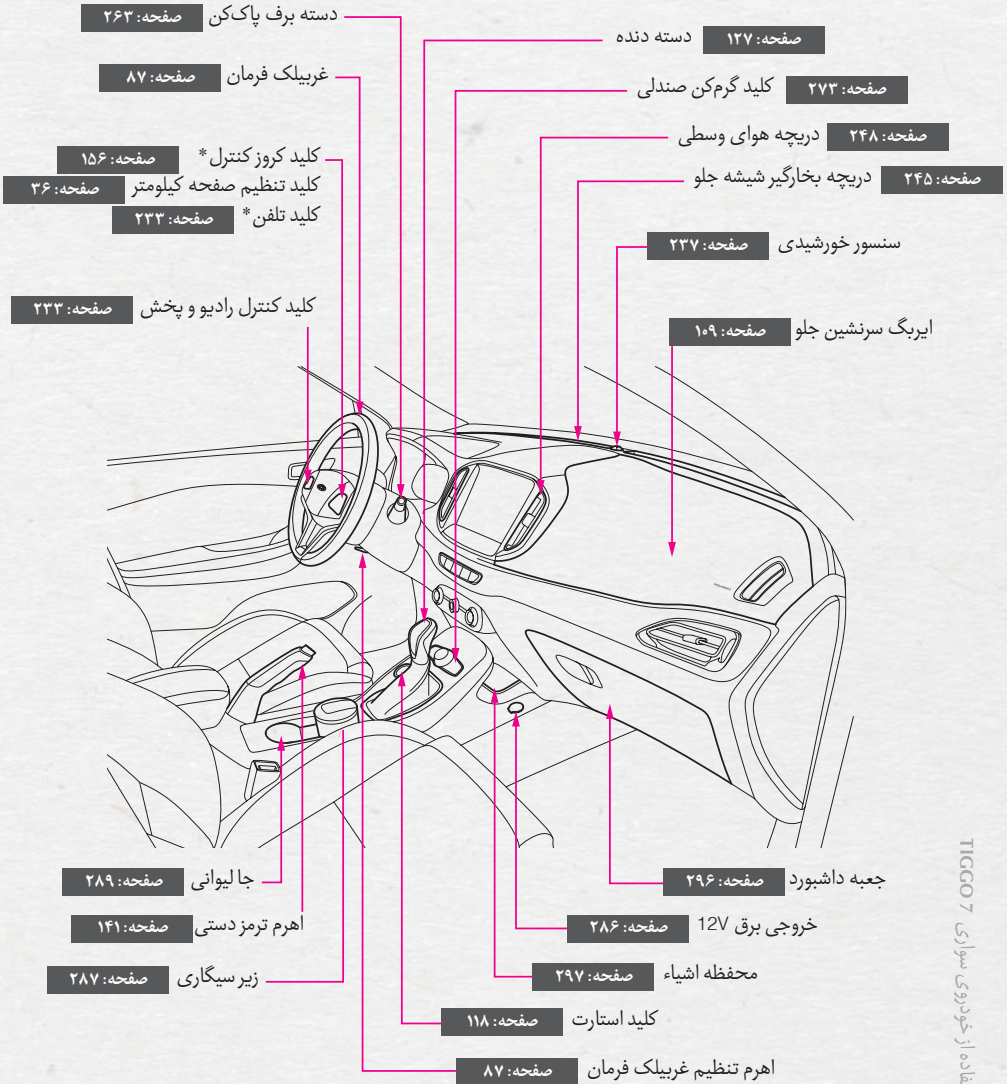 دسته برف پاک‌کن صفحه: ۲۶۳
دسته دنده صفحه: ۱۲۷
غربیلک فرمان صفحه: ۸۷
کلید گرم‌کن صندلی صفحه: ۲۷۳
دریچه هوای وسطی صفحه: ۲۴۸
کلید کروز کنترل* صفحه: ۱۵۶
دریچه بخارگیر شیشه جلو صفحه: ۲۴۵
کلید تنظیم صفحه کیلومتر صفحه: ۳۶
کلید تلفن* صفحه: ۲۳۳
سنسور خورشیدی صفحه: ۲۳۷
کلید کنترل رادیو و پخش صفحه: ۲۳۳
ایربگ سرنشین جلو صفحه: ۱۰۹
جعبه داشبورد صفحه: ۲۹۶
جا لیوانی صفحه: ۲۸۹
خروجی برق 12V صفحه: ۲۸۶
اهرم ترمز دستی صفحه: ۱۴۱
محفظه اشیاء صفحه: ۲۹۷
زیر سیگاری صفحه: ۲۸۷
کلید استارت صفحه: ۱۱۸
اهرم تنظیم غربیلک فرمان صفحه: ۸۷
فاده از خودروی سواری TIGGO 7